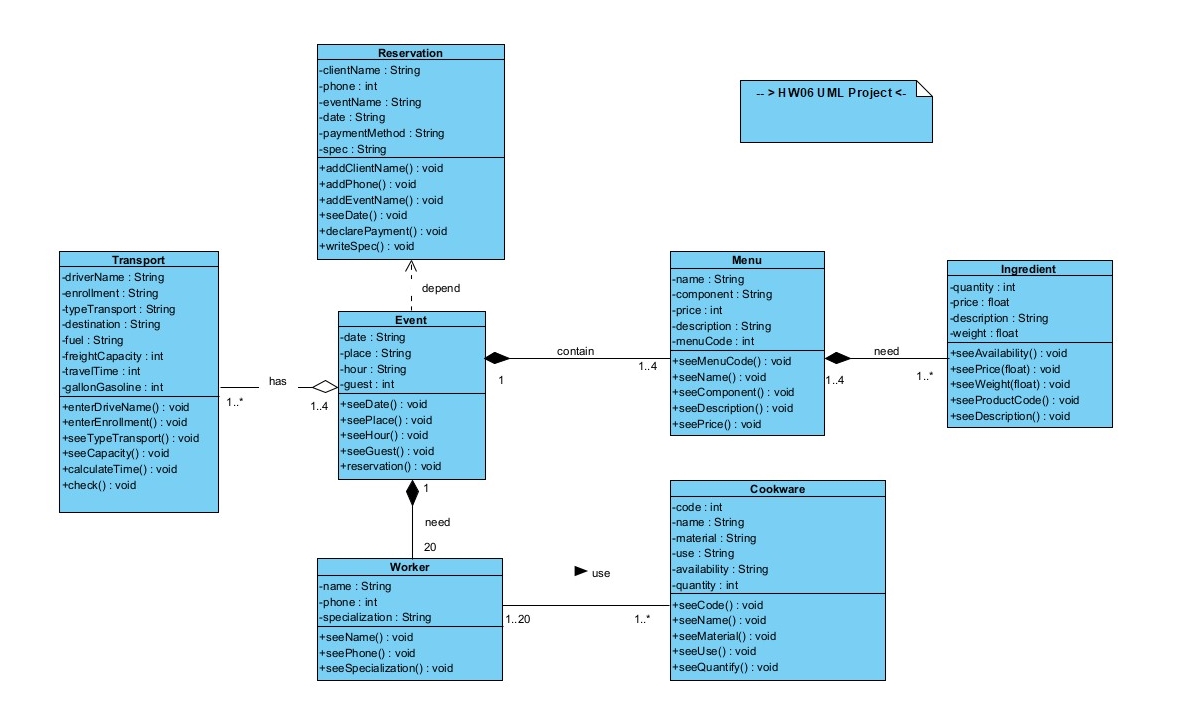 Reservation
-clientName : String
-phone : int
-eventName : String
-date : String
-paymentMethod : String
-spec : String
+addClientName() : void
+addPhone() : void
+addEventName() : void
+seeDate() : void
+declarePayment() : void
+writeSpec() : void
-- > HW06 UML Project <-
depend
Transport
-driverName : String
-enrollment : String
-typeTransport : String
-destination : String
-fuel : String
-freightCapacity : int
-travelTime : int
-gallonGasoline : int
+enterDriveName() : void
+enterEnrollment() : void
+seeTypeTransport() : void
+seeCapacity() : void
+calculateTime() : void
+check() : void
has
1..*
1..4
Event
-date : String
-place : String
-hour : String
-guest : int
+seeDate() : void
+seePlace() : void
+seeHour() : void
+seeGuest() : void
+reservation() : void
contain
1
1..4
Menu
-name : String
-component : String
-price : int
-description : String
-menuCode : int
+seeMenuCode() : void
+seeName() : void
+seeComponent() : void
+seeDescription() : void
+seePrice() : void
need
1..4
1..*
Ingredient
-quantity : int
-price : float
-description : String
-weight : float
+seeAvailability() : void
+seePrice(float) : void
+seeWeight(float) : void
+seeProductCode() : void
+seeDescription() : void
1
need
20
Worker
-name : String
-phone : int
-specialization : String
+seeName() : void
+seePhone() : void
+seeSpecialization() : void
use
1..20
1..*
Cookware
-code : int
-name : String
-material : String
-use : String
-availability : String
-quantity : int
+seeCode() : void
+seeName() : void
+seeMaterial() : void
+seeUse() : void
+seeQuantify() : void